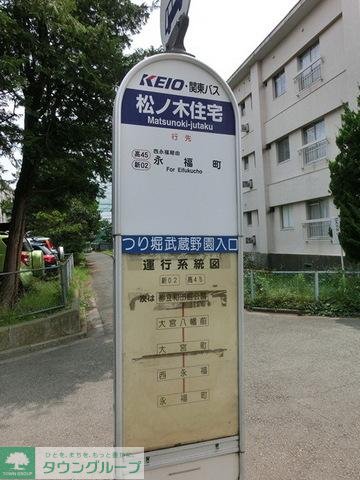 KEIO・関東バス
松ノ木住宅
Matsunoki-jutaku
行先
高45
新02
西永福経由
永福町
For Eifukucho
つり堀武蔵野園入口
運行系統図
新02 高45
次は
大宮八幡前
大宮町
西永福
永福町
ひとを、まちを、もっと豊かに。
タウングループ
TOWN GROUP